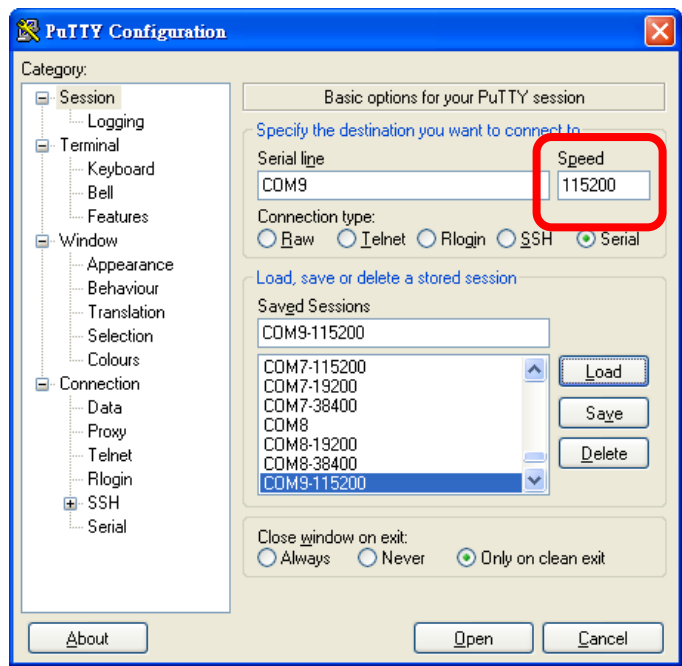 PuTTY Configuration
Category:
Session
Logging
Terminal
Keyboard
Bell
Features
Window
Appearance
Behaviour
Translation
Selection
Colours
Connection
Data
Proxy
Telnet
Rlogin
SSH
Serial
Basic options for your PuTTY session
Specify the destination you want to connect to
Serial line Speed
COM9 115200
Connection type:
Raw Telnet Rlogin SSH Serial
Load, save or delete a stored session
Saved Sessions
COM9-115200
COM7-115200
COM7-19200
COM7-38400
COM8
COM8-19200
COM8-38400
COM9-115200
Load
Save
Delete
Close window on exit:
Always Never Only on clean exit
About Open Cancel